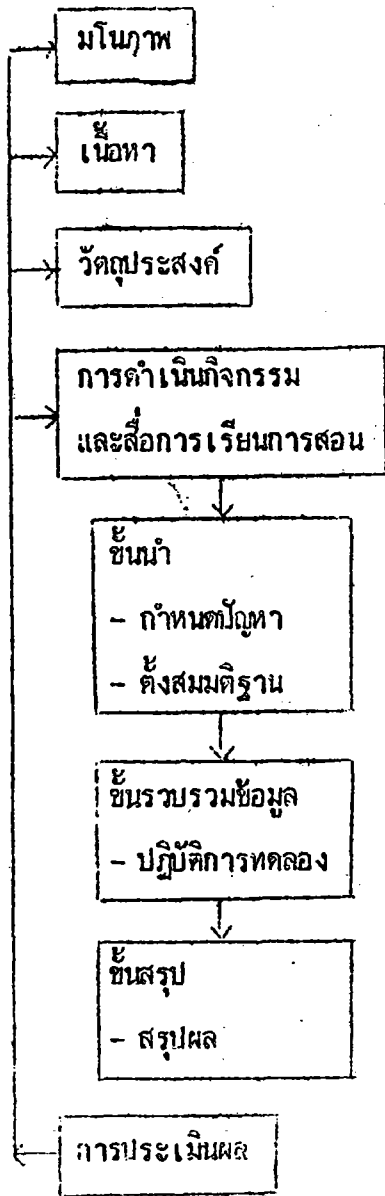 มโนภาพ
เนื้อหา
วัตถุประสงค์
การดำเนินกิจกรรม
และสื่อการเรียนการสอน
ขั้นนำ
- กำหนดปัญหา
- ตั้งสมมติฐาน
ขั้นรวบรวมข้อมูล
- ปฏิบัติการทดลอง
ขั้นสรุป
- สรุปผล
การประเมินผล